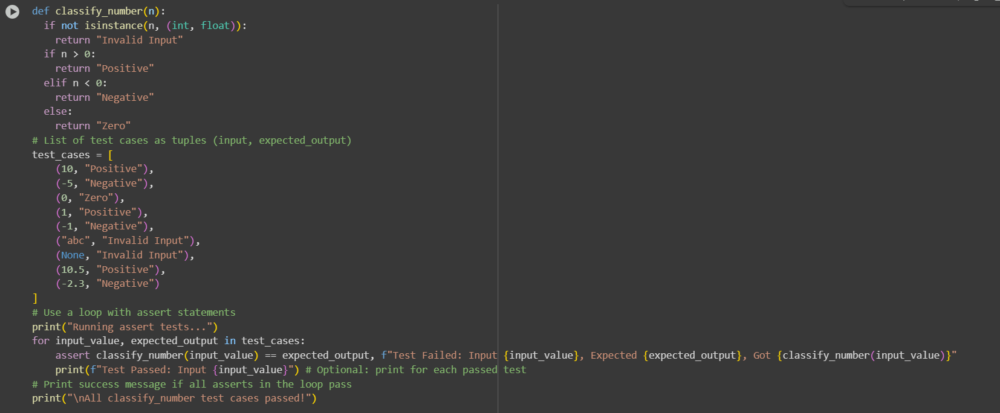 def classify_number(n):
  if not isinstance(n, (int, float)):
    return "Invalid Input"
  if n > 0:
    return "Positive"
  elif n < 0:
    return "Negative"
  else:
    return "Zero"
# List of test cases as tuples (input, expected_output)
test_cases = [
    (10, "Positive"),
    (-5, "Negative"),
    (0, "Zero"),
    (1, "Positive"),
    (-1, "Negative"),
    ("abc", "Invalid Input"),
    (None, "Invalid Input"),
    (10.5, "Positive"),
    (-2.3, "Negative")
]
# Use a loop with assert statements
print("Running assert tests...")
for input_value, expected_output in test_cases:
    assert classify_number(input_value) == expected_output, f"Test Failed: Input {input_value}, Expected {expected_output}, Got {classify_number(input_value)}"
    print(f"Test Passed: Input {input_value}") # Optional: print for each passed test
# Print success message if all asserts in the loop pass
print("\nAll classify_number test cases passed!")